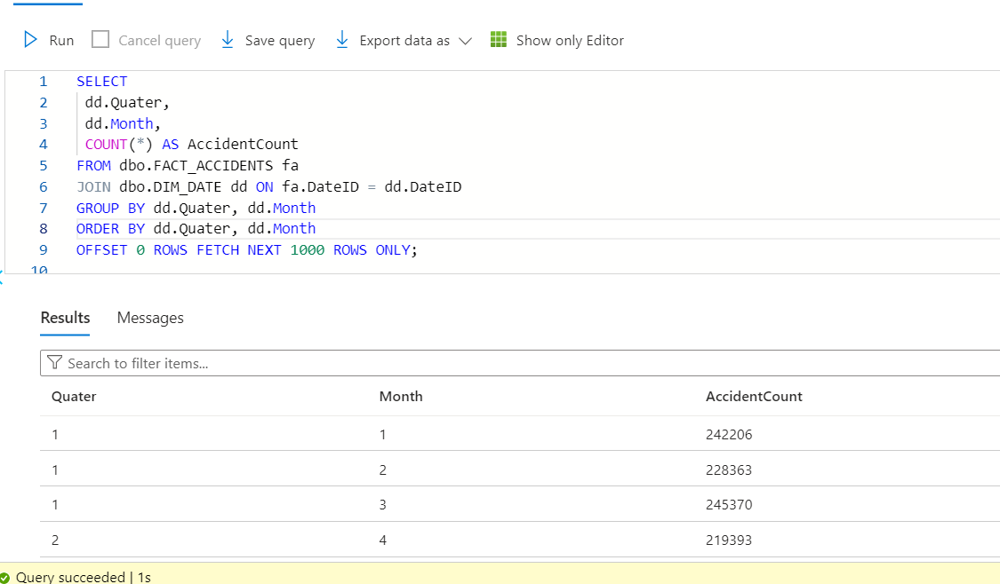 Run Cancel query Save query Export data as Show only Editor
1 SELECT
2 dd.Quater,
3 dd.Month,
4 COUNT(*) AS AccidentCount
5 FROM dbo.FACT_ACCIDENTS fa
6 JOIN dbo.DIM_DATE dd ON fa.DateID = dd.DateID
7 GROUP BY dd.Quater, dd.Month
8 ORDER BY dd.Quater, dd.Month
9 OFFSET 0 ROWS FETCH NEXT 1000 ROWS ONLY;
10
Results Messages
Search to filter items...
Quater Month AccidentCount
1 1 242206
1 2 228363
1 3 245370
2 4 219393
Query succeeded | 1s